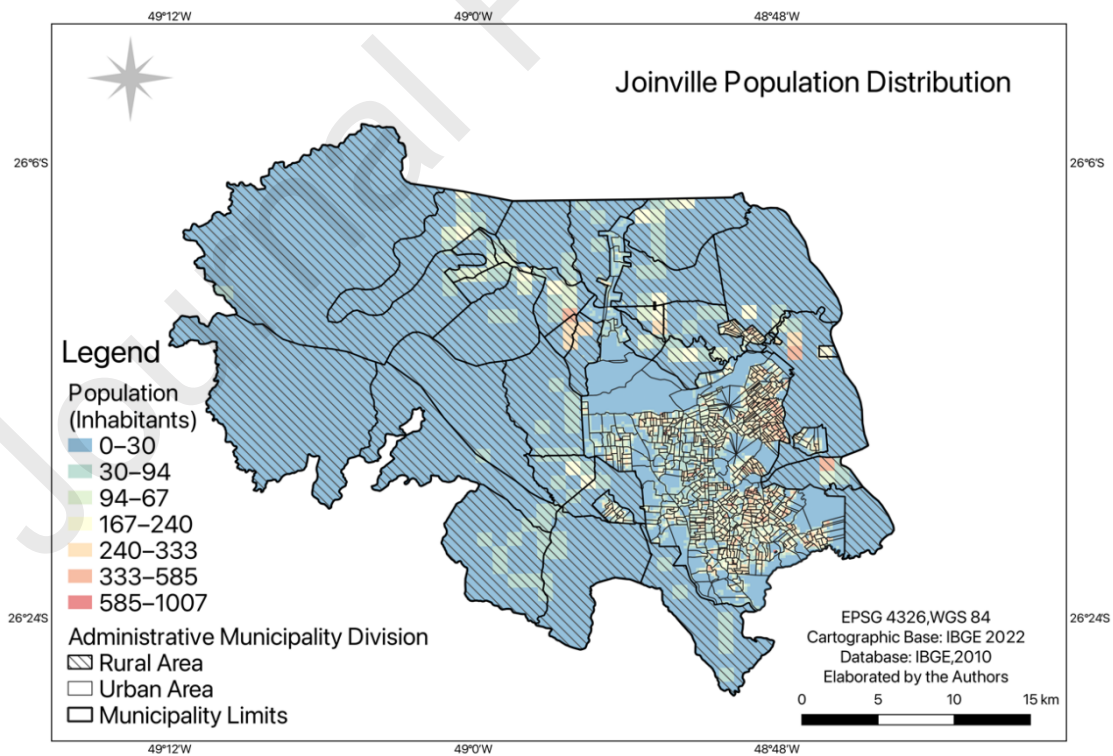 49°12'W 49°0'W 48°48'W
Joinville Population Distribution
26°6'S 26°6'S
Legend
Population
(Inhabitants)
0–30
30–94
94–67
167–240
240–333
333–585
585–1007
26°24'S 26°24'S
Administrative Municipality Division
Rural Area
Urban Area
Municipality Limits
EPSG 4326,WGS 84
Cartographic Base: IBGE 2022
Database: IBGE,2010
Elaborated by the Authors
0 5 10 15 km
49°12'W 49°0'W 48°48'W
Journal P